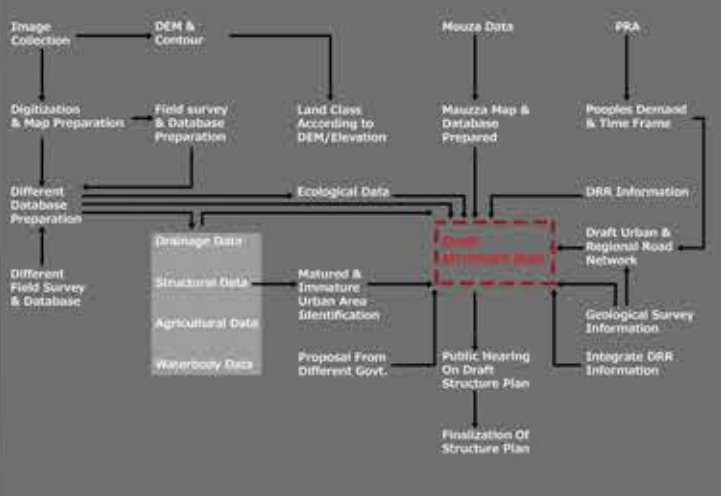 Image
Collection
DEM &
Contour
Mouza Data
PRA
Digitization
& Map Preparation
Field survey
& Database
Preparation
Land Class
According to
DEM/Elevation
Mauzza Map &
Database
Prepared
Peoples Demand
& Time Frame
Different
Database
Preparation
Ecological Data
DRR Information
Drainage Data
Structural Data
Agricultural Data
Waterbody Data
Draft
Structure Plan
Draft Urban &
Regional Road
Network
Different
Field Survey
& Database
Matured &
Immature
Urban Area
Identification
Geological Survey
Information
Proposal From
Different Govt.
Public Hearing
On Draft
Structure Plan
Integrate DRR
Information
Finalization Of
Structure Plan